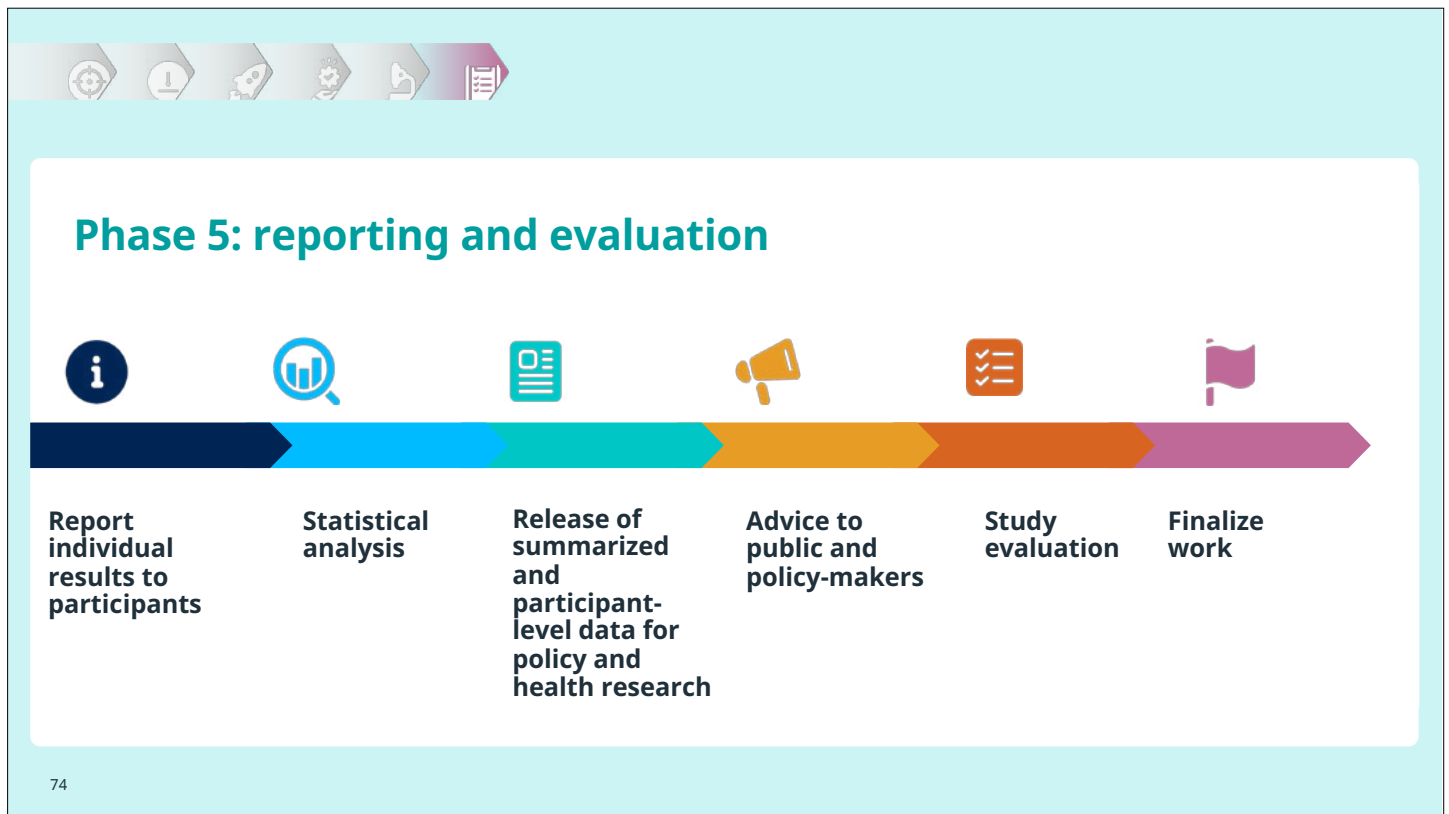 Phase 5: reporting and evaluation
Report
individual
results to
participants
Statistical
analysis
Release of
summarized
and
participant-
level data for
policy and
health research
Advice to
public and
policy-makers
Study
evaluation
Finalize
work
74